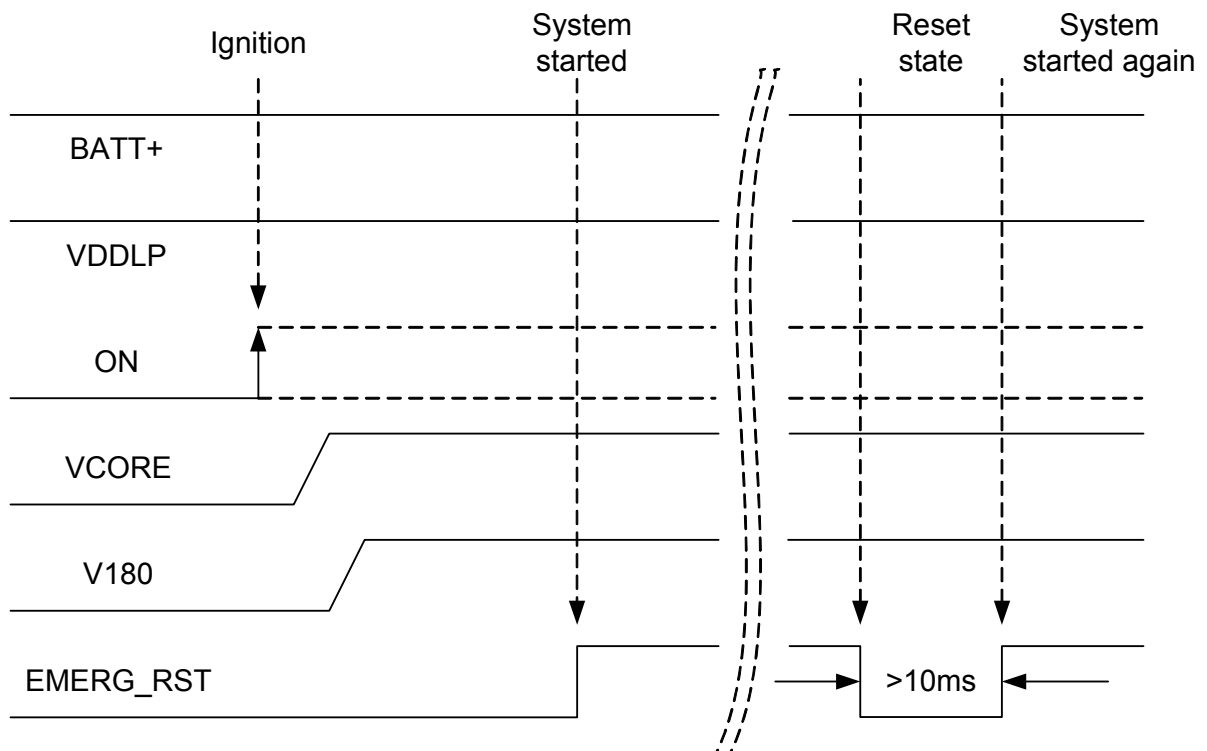 Ignition
System
started
Reset
state
System
started again
BATT+
VDDLP
ON
VCORE
V180
EMERG_RST
>10ms